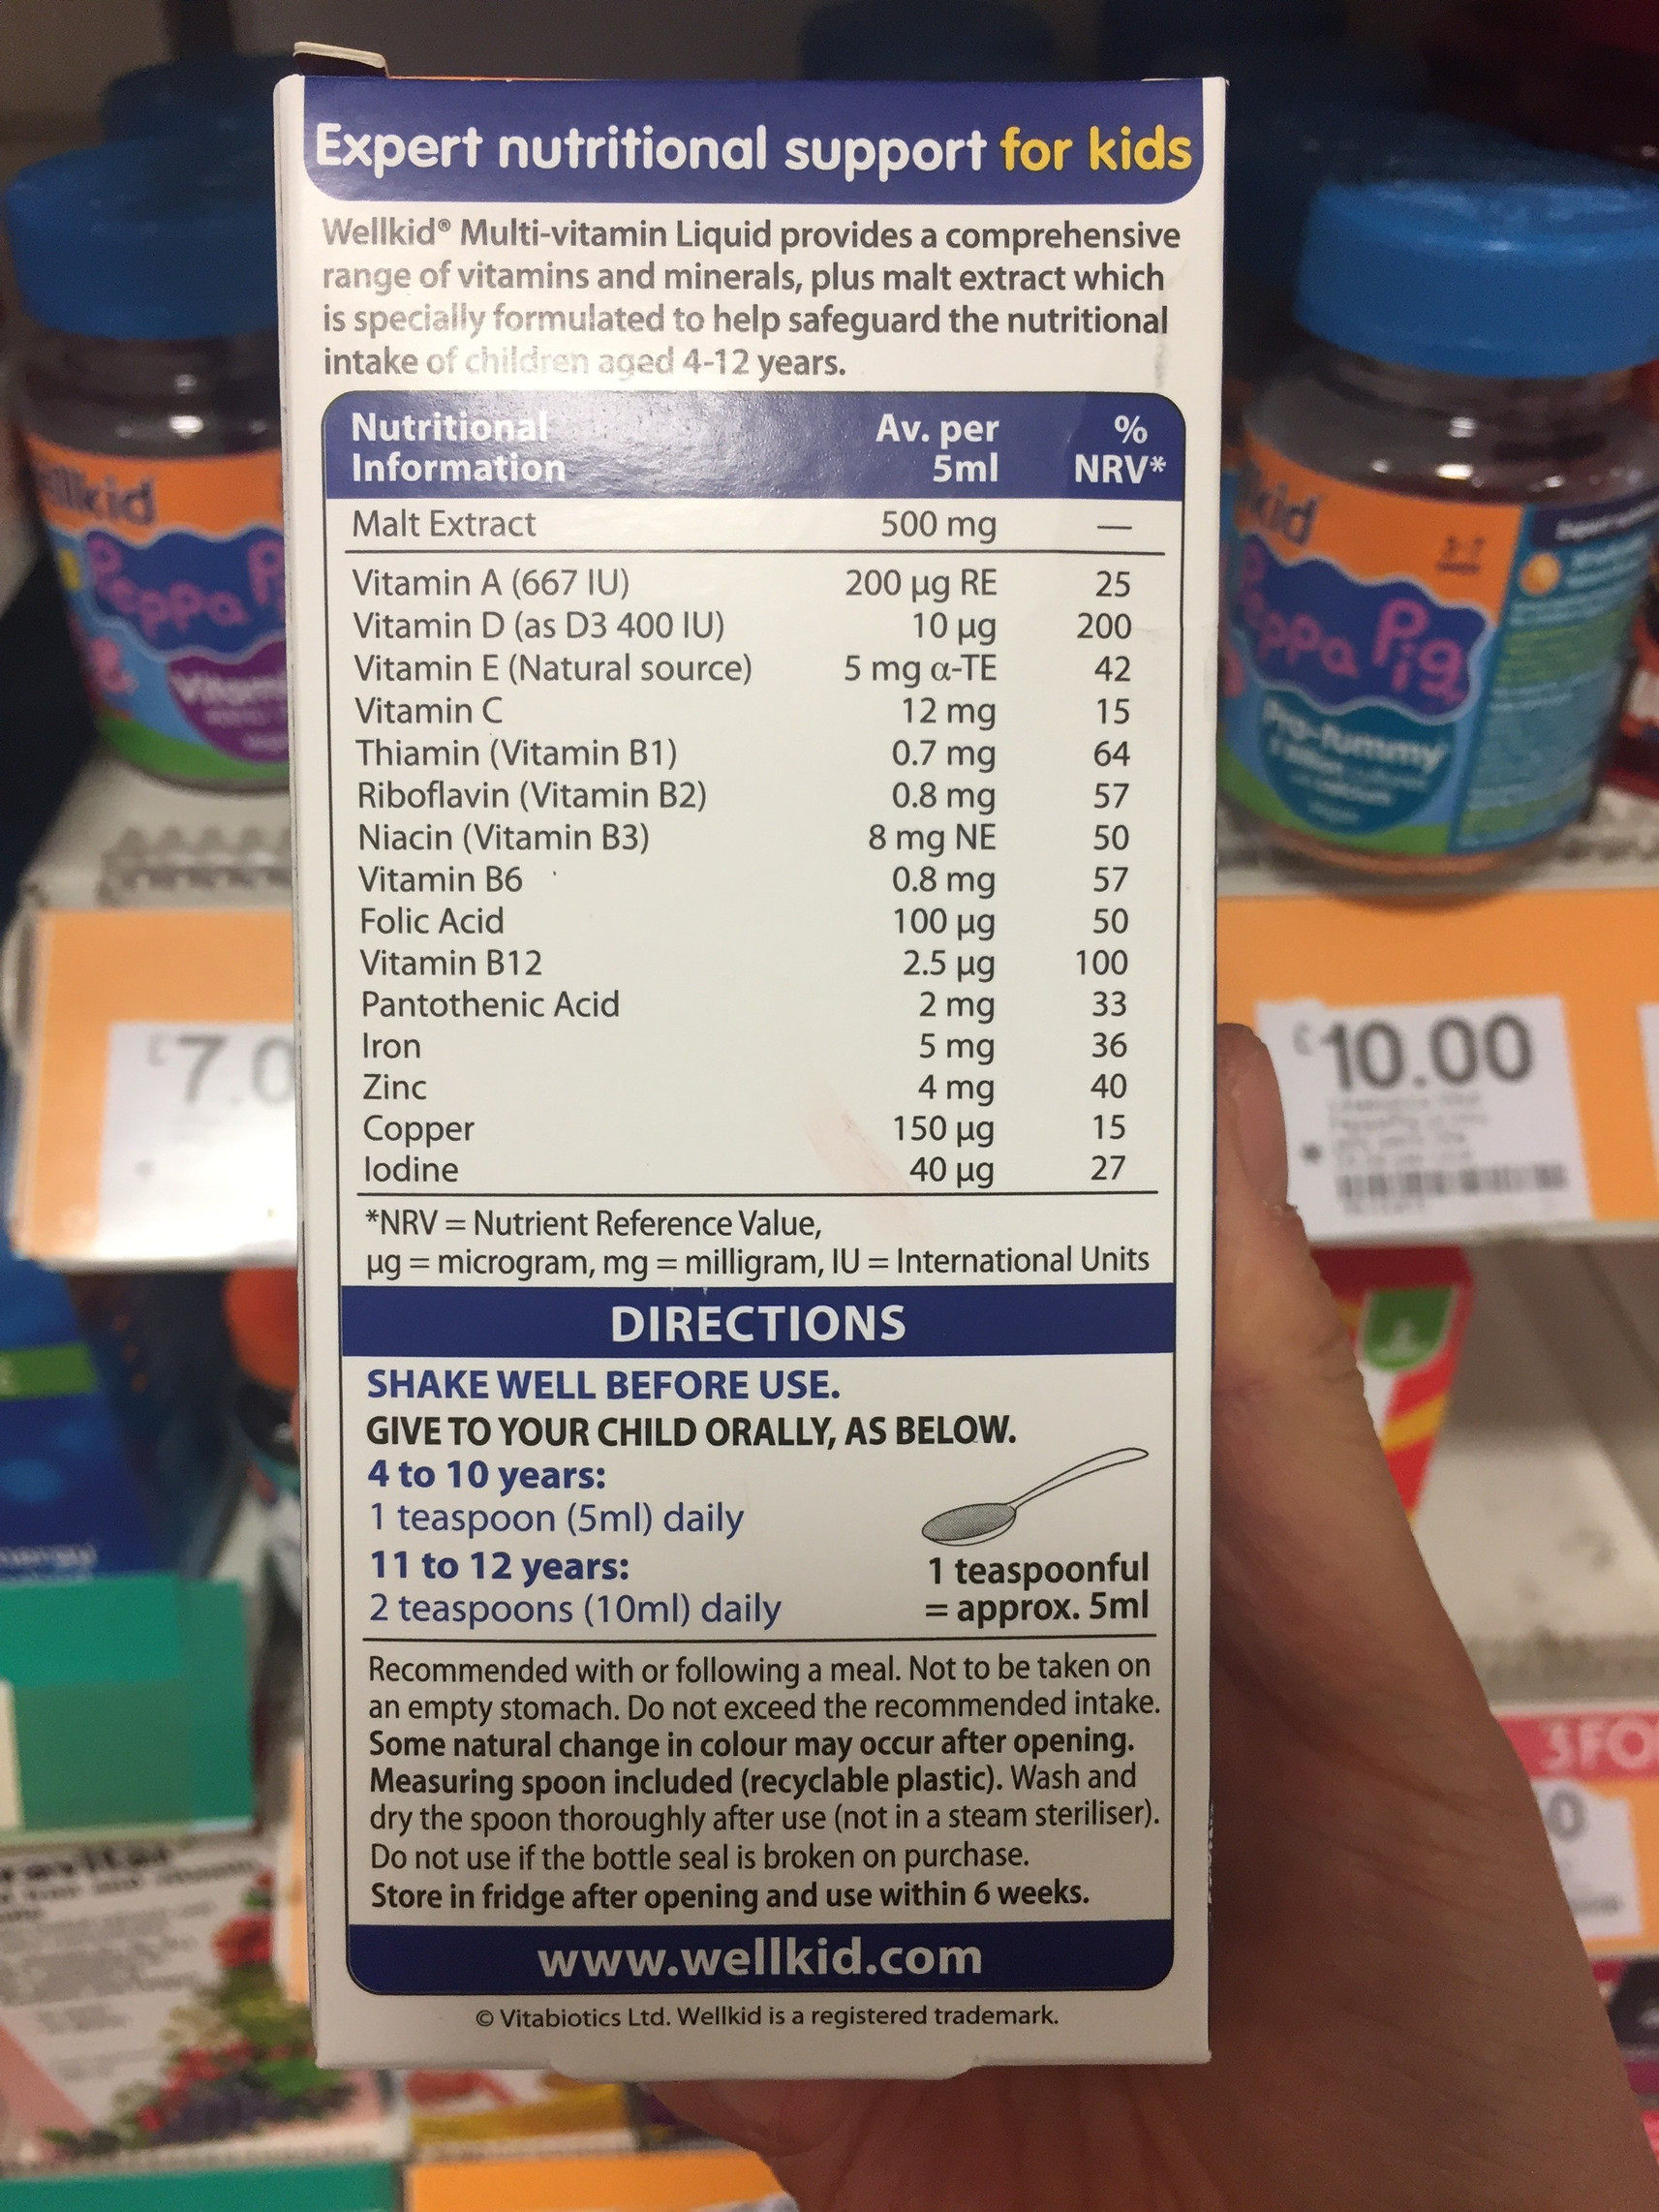 Expert nutritional support for kids
Wellkid® Multi-vitamin Liquid provides a comprehensive
range of vitamins and minerals, plus malt extract which
is specially formulated to help safeguard the nutritional
intake of children aged 4-12 years.
Nutritional Information Av. per 5ml % NRV*
Malt Extract 500 mg —
Vitamin A (667 IU) 200 µg RE 25
Vitamin D (as D3 400 IU) 10 µg 200
Vitamin E (Natural source) 5 mg α-TE 42
Vitamin C 12 mg 15
Thiamin (Vitamin B1) 0.7 mg 64
Riboflavin (Vitamin B2) 0.8 mg 57
Niacin (Vitamin B3) 8 mg NE 50
Vitamin B6 0.8 mg 57
Folic Acid 100 µg 50
Vitamin B12 2.5 µg 100
Pantothenic Acid 2 mg 33
Iron 5 mg 36
Zinc 4 mg 40
Copper 150 µg 15
Iodine 40 µg 27
*NRV = Nutrient Reference Value,
µg = microgram, mg = milligram, IU = International Units
DIRECTIONS
SHAKE WELL BEFORE USE.
GIVE TO YOUR CHILD ORALLY, AS BELOW.
4 to 10 years:
1 teaspoon (5ml) daily
11 to 12 years:
2 teaspoons (10ml) daily
1 teaspoonful
= approx. 5ml
Recommended with or following a meal. Not to be taken on
an empty stomach. Do not exceed the recommended intake.
Some natural change in colour may occur after opening.
Measuring spoon included (recyclable plastic). Wash and
dry the spoon thoroughly after use (not in a steam steriliser).
Do not use if the bottle seal is broken on purchase.
Store in fridge after opening and use within 6 weeks.
www.wellkid.com
© Vitabiotics Ltd. Wellkid is a registered trademark.
Peppa
£7.0
Peppa Pig
Pro-Tummy
£10.00